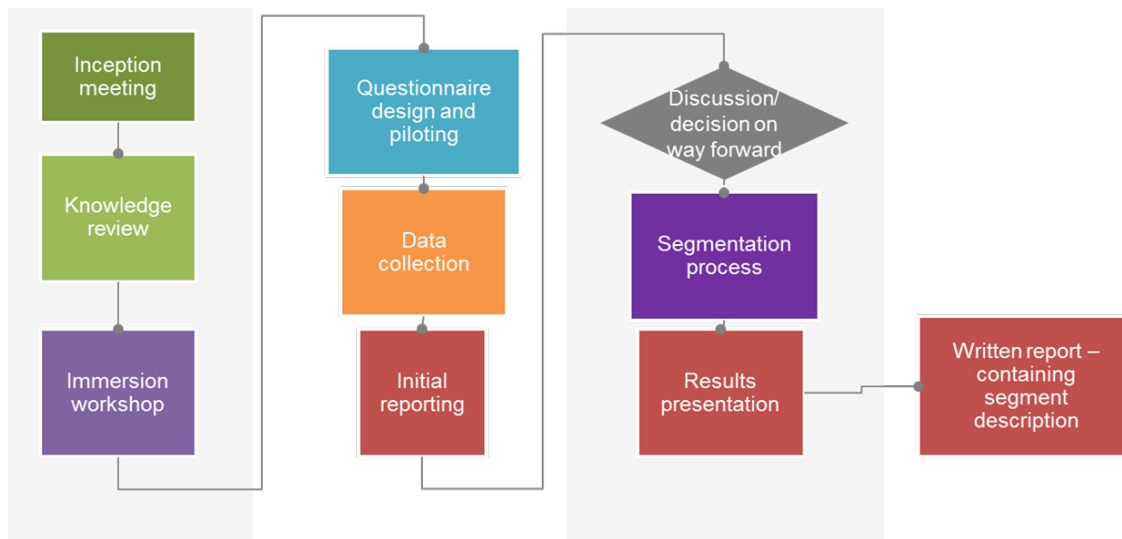 Inception
meeting
Knowledge
review
Immersion
workshop
Questionnaire
design and
piloting
Data
collection
Initial
reporting
Discussion/
decision on
way forward
Segmentation
process
Results
presentation
Written report –
containing
segment
description